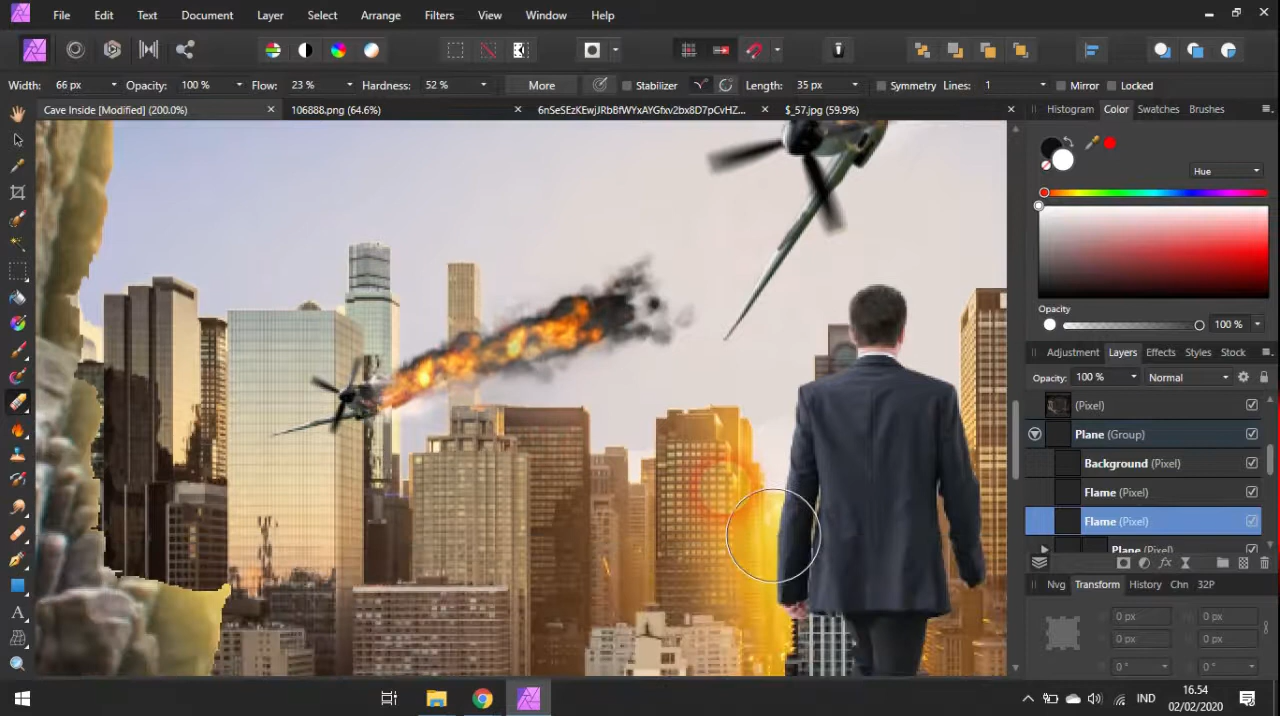 File Edit Text Document Layer Select Arrange Filters View Window Help
Width: 66 px Opacity: 100 % Flow: 23 % Hardness: 52 % More Stabilizer Length: 35 px Symmetry Lines: 1 Mirror Locked
Cave Inside [Modified] (200.0%) 106888.png (64.6%) $_57.jpg (59.9%)
Histogram Color Swatches Brushes
Hue
Opacity
100 %
Adjustment Layers Effects Styles Stock
Opacity: 100 % Normal
(Pixel)
Plane (Group)
Background (Pixel)
Flame (Pixel)
Flame (Pixel)
Plane (Pixel)
Nvg Transform History Chn 32P
X: 0 px X: 0 px
Y: 0 px Y: 0 px
0 ° 0 °
IND
16.54
02/02/2020